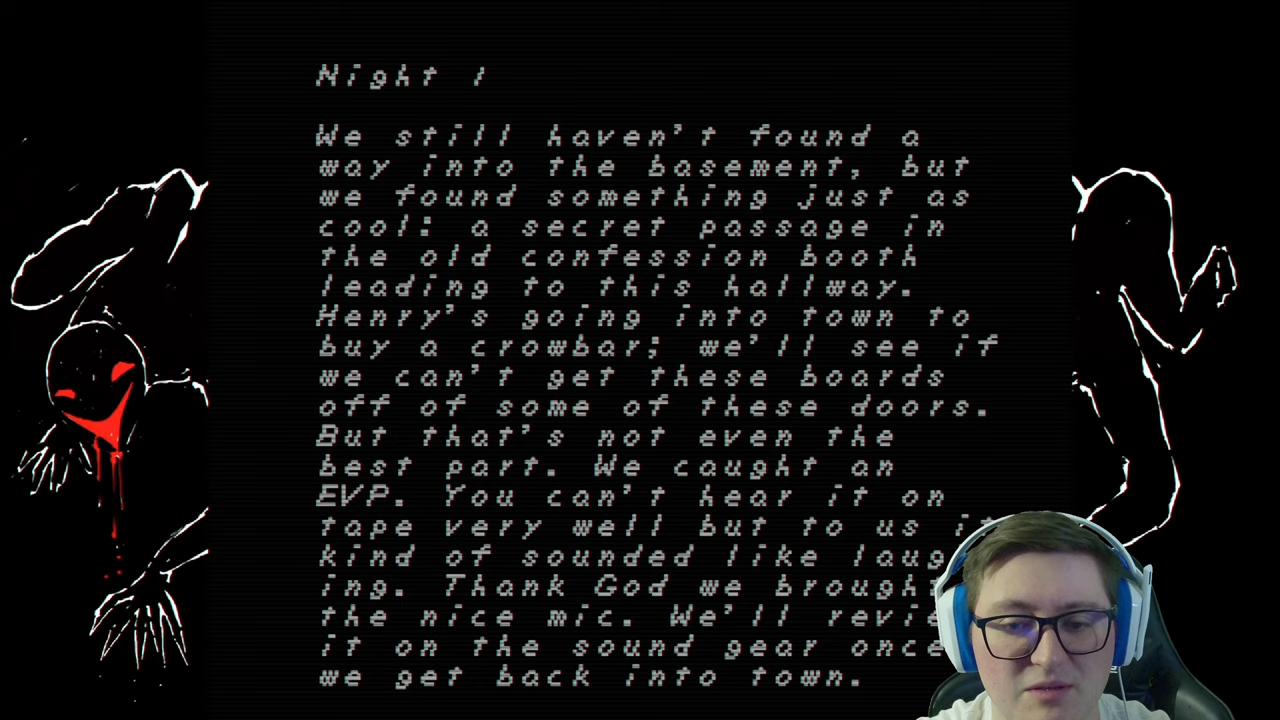 Night 1
We still haven't found a
way into the basement, but
we found something just as
cool: a secret passage in
the old confession booth
leading to this hallway.
Henry's going into town to
buy a crowbar; we'll see if
we can't get these boards
off of some of these doors.
But that's not even the
best part. We caught an
EVP. You can't hear it on
tape very well but to us it
kind of sounded like laug
ing. Thank God we brough
the nice mic. We'll revie
it on the sound gear once
we get back into town.